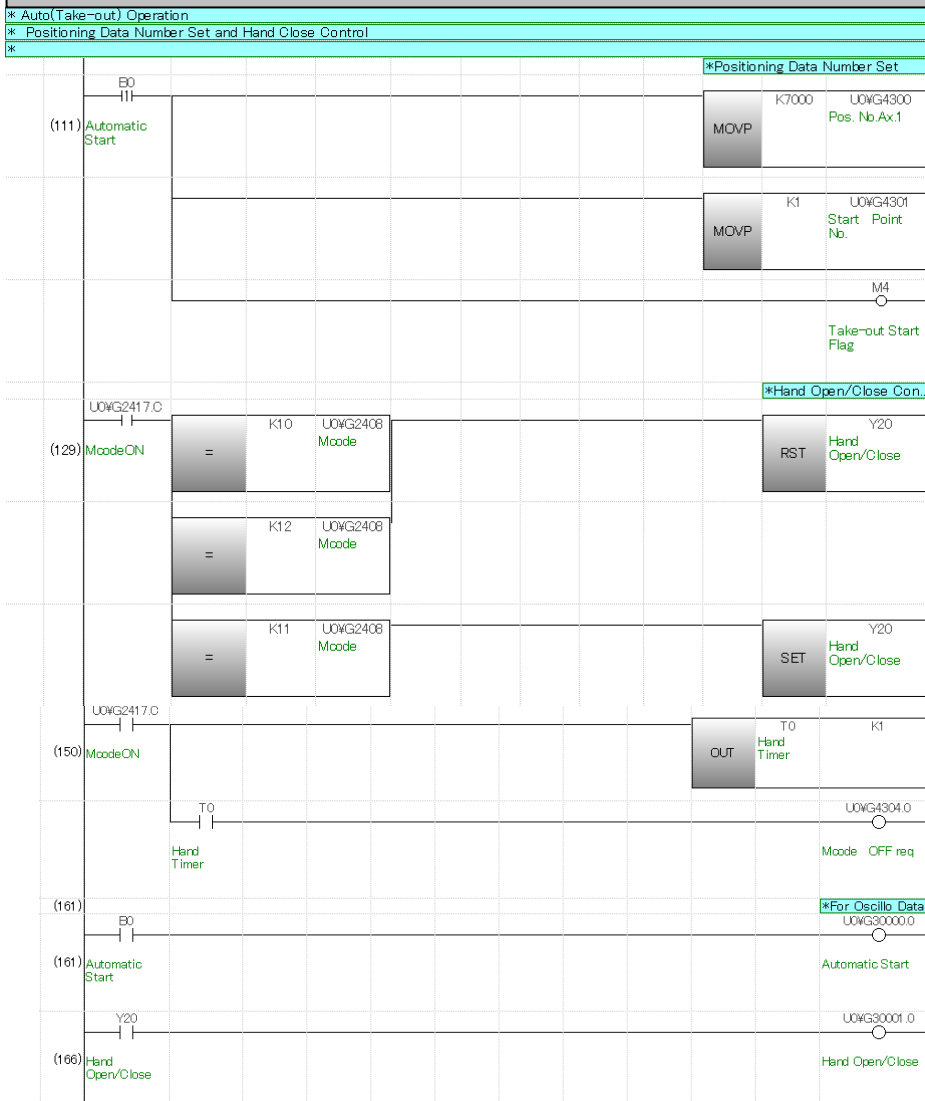 * Auto(Take-out) Operation
* Positioning Data Number Set and Hand Close Control
*
*Positioning Data Number Set
B0
K7000 U0¥G4300
(111) Automatic Start
MOVP
Pos. No.Ax.1
K1 U0¥G4301
MOVP
Start Point
No.
M4
Take-out Start
Flag
*Hand Open/Close Con..
U0¥G2417.C
K10 U0¥G2408
Y20
(129) McodeON
=
Mcode
RST
Hand
Open/Close
K12 U0¥G2408
=
Mcode
K11 U0¥G2408
Y20
=
Mcode
SET
Hand
Open/Close
U0¥G2417.C
T0 K1
(150) McodeON
OUT
Hand
Timer
T0
U0¥G4304.0
Hand
Timer
Mcode OFF req
(161)
*For Oscillo Data
B0
U0¥G30000.0
(161) Automatic
Start
Automatic Start
Y20
U0¥G30001.0
(166) Hand
Open/Close
Hand Open/Close